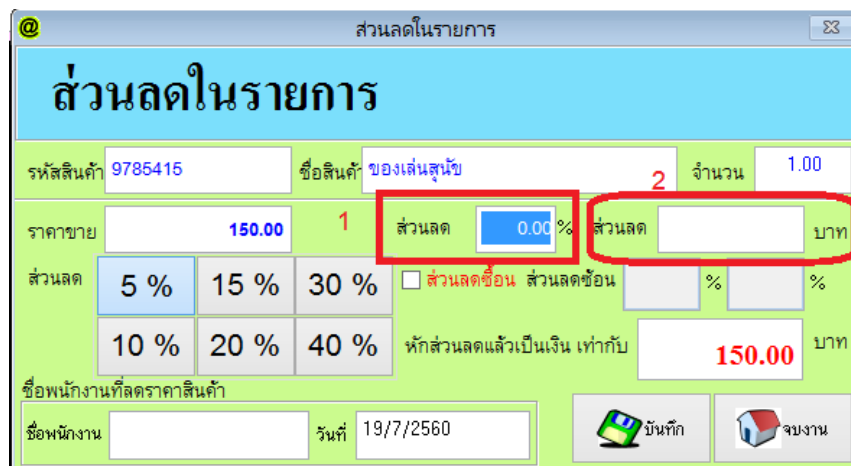 @ ส่วนลดในรายการ
ส่วนลดในรายการ
รหัสสินค้า 9785415 ชื่อสินค้า ของเล่นสุนัข 2 จำนวน 1.00
ราคาขาย 150.00 1 ส่วนลด 0.00 % ส่วนลด บาท
ส่วนลด 5 % 15 % 30 % ส่วนลดซื้อน ส่วนลดซ้อน % %
10 % 20 % 40 % หักส่วนลดแล้วเป็นเงิน เท่ากับ 150.00 บาท
ชื่อพนักงานที่ลดราคาสินค้า
ชื่อพนักงาน วันที่ 19/7/2560 บันทึก จบงาน